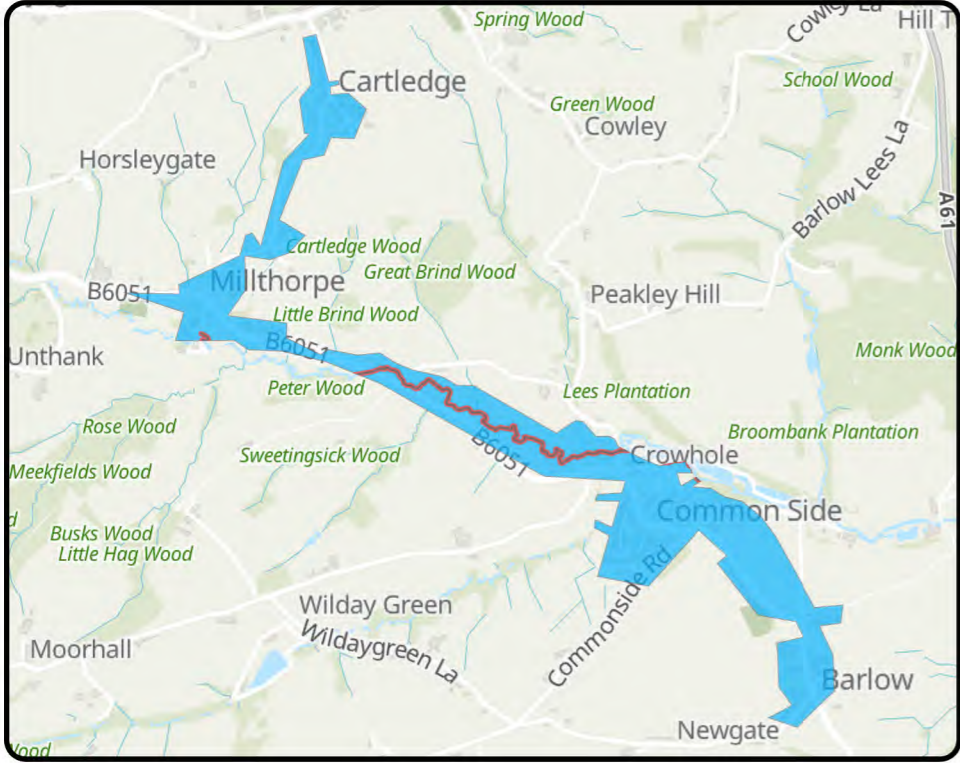 Spring Wood
Hill T
Cowley La
School Wood
Cartledge
Green Wood
Cowley
Horsleygate
Barlow Lees La
A61
Cartledge Wood
Great Brind Wood
Millthorpe
B6051
Peakley Hill
Little Brind Wood
B6051
Unthank
Monk Wood
Peter Wood
Lees Plantation
Rose Wood
Broombank Plantation
B6051
Sweetingsick Wood
Crowhole
Meekfields Wood
Common Side
d
Busks Wood
Little Hag Wood
Commonside Rd
Wilday Green
Wildaygreen La
Moorhall
Barlow
Newgate
Wood